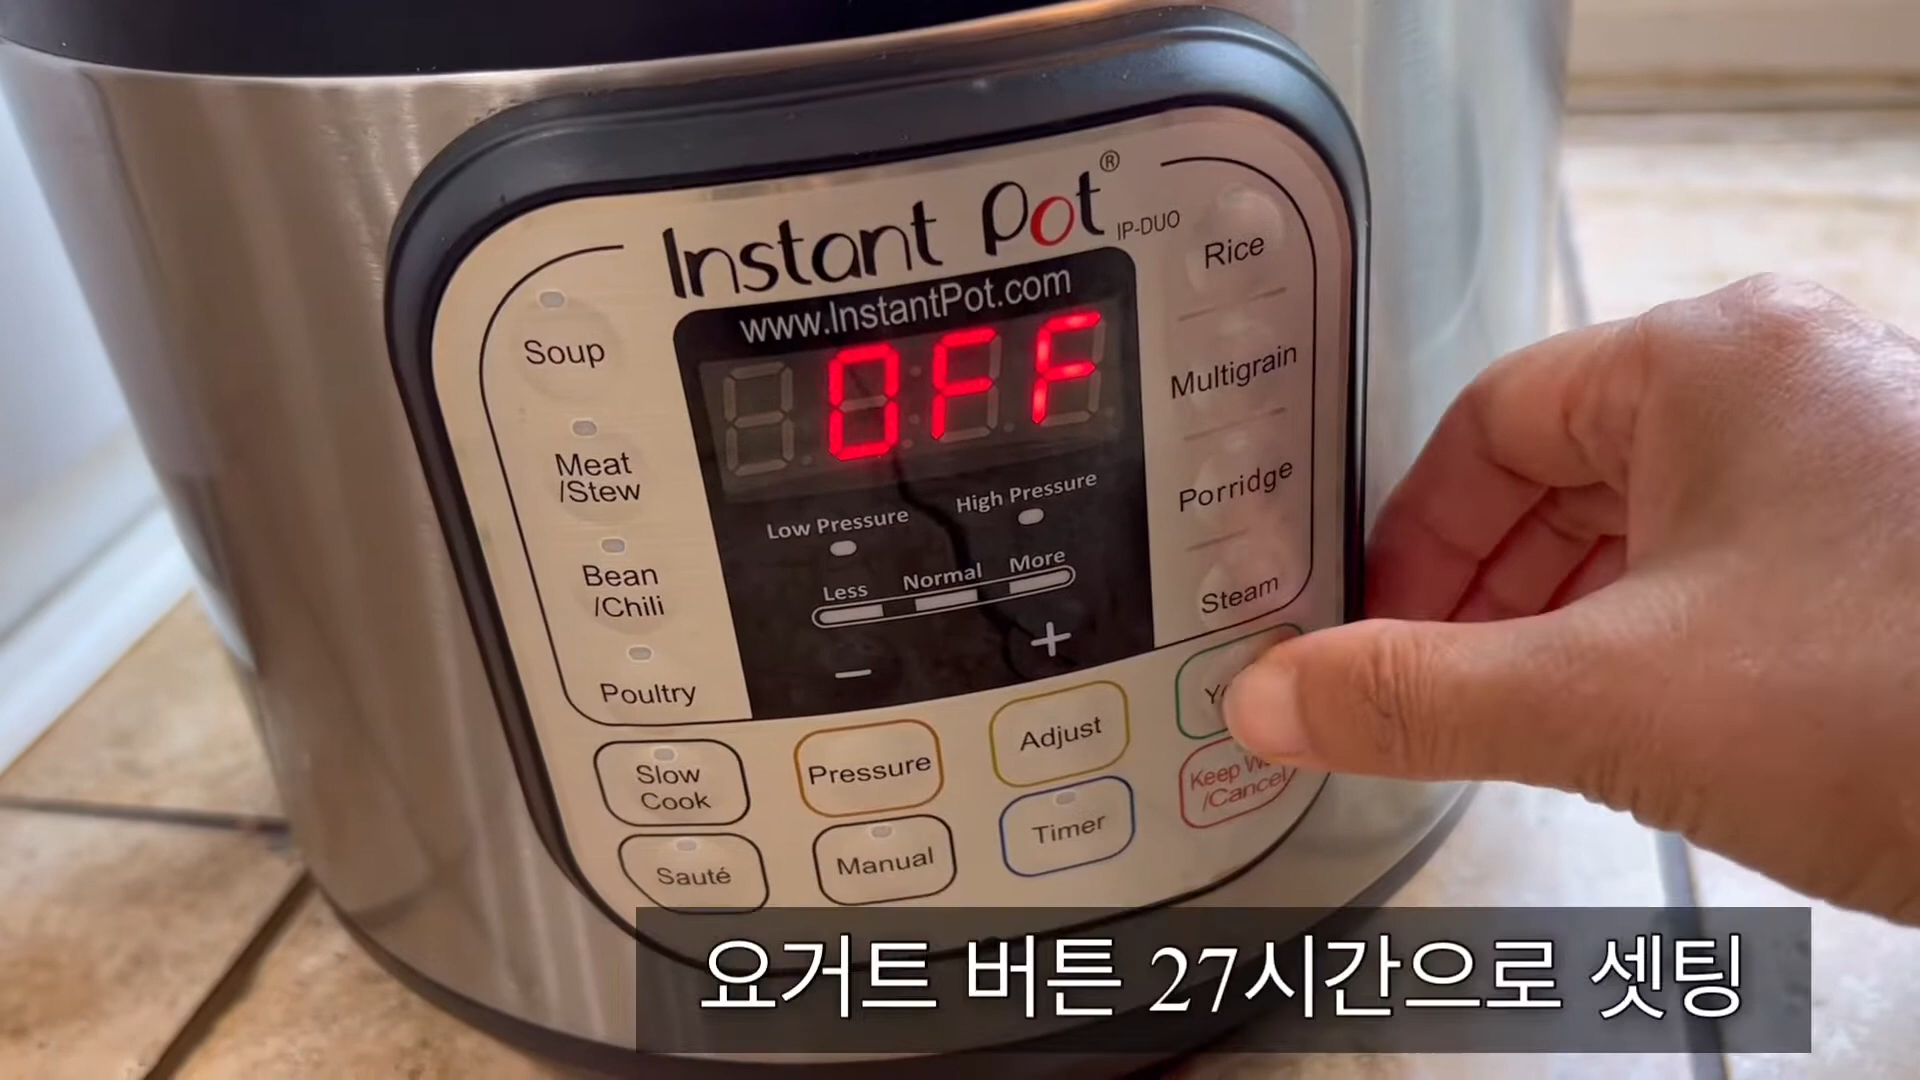 Instant Pot® IP-DUO
www.InstantPot.com
OFF
Low Pressure
High Pressure
Less Normal More
− +
Soup
Meat
/Stew
Bean
/Chili
Poultry
Rice
Multigrain
Porridge
Steam
Slow
Cook
Pressure
Adjust
Sauté
Manual
Timer
Keep
/Cancel
요거트 버튼 27시간으로 셋팅